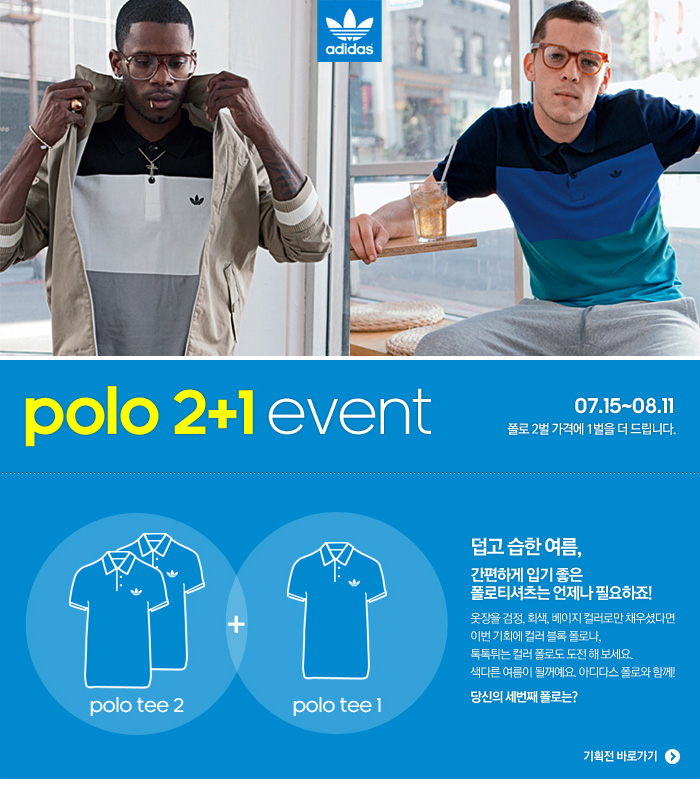 adidas
polo 2+1 event
07.15~08.11
폴로 2벌 가격에 1벌을 더 드립니다.
polo tee 2
+
polo tee 1
덥고 습한 여름,
간편하게 입기 좋은
폴로티셔츠는 언제나 필요하죠!
옷장을 검정, 회색, 베이지 컬러로만 채우셨다면
이번 기회에 컬러 블록 폴로나,
톡톡튀는 컬러 폴로도 도전 해 보세요.
색다른 여름이 될꺼예요. 아디다스 폴로와 함께!
당신의 세번째 폴로는?
기획전 바로가기